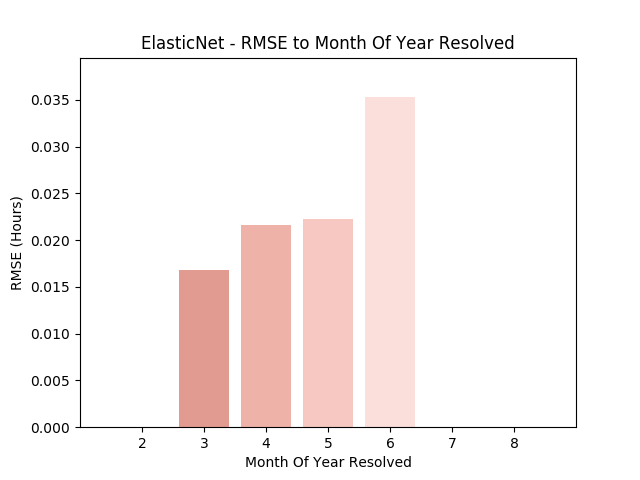 ElasticNet - RMSE to Month Of Year Resolved
0.035
0.030
0.025
0.020
0.015
0.010
0.005
0.000
RMSE (Hours)
2 3 4 5 6 7 8
Month Of Year Resolved